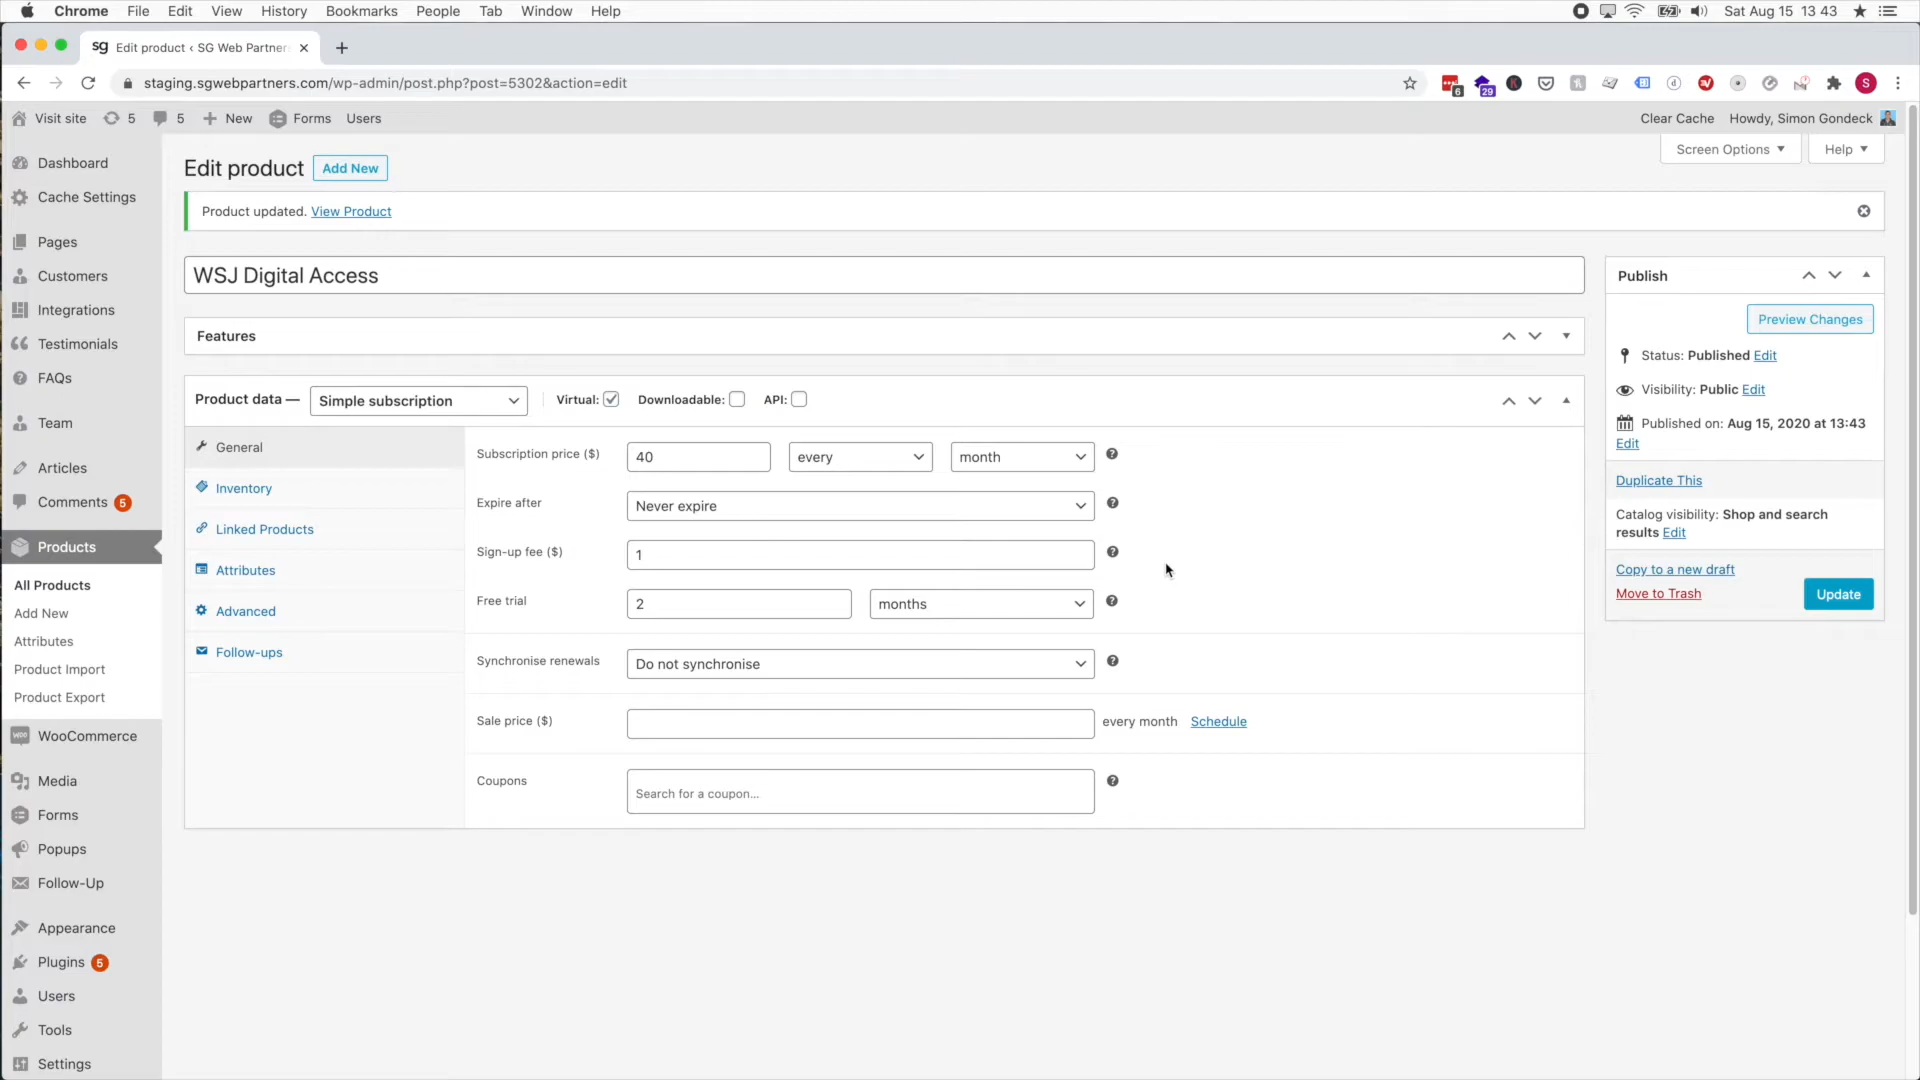 Chrome File Edit View History Bookmarks People Tab Window Help Sat Aug 15 13 43
sg Edit product ‹ SG Web Partner
staging.sgwebpartners.com/wp-admin/post.php?post=5302&action=edit 6 29 S
Visit site 5 5 New Forms Users Clear Cache Howdy, Simon Gondeck
Screen Options Help
Dashboard
Cache Settings
Pages
Customers
Integrations
Testimonials
FAQs
Team
Articles
Comments 5
Products
All Products
Add New
Attributes
Product Import
Product Export
WooCommerce
Media
Forms
Popups
Follow-Up
Appearance
Plugins 5
Users
Tools
Settings
Edit product Add New
Product updated. View Product
WSJ Digital Access
Features
Product data — Simple subscription Virtual: Downloadable: API:
General
Inventory
Linked Products
Attributes
Advanced
Follow-ups
Subscription price ($) 40 every month
Expire after Never expire
Sign-up fee ($) 1
Free trial 2 months
Synchronise renewals Do not synchronise
Sale price ($) every month Schedule
Coupons Search for a coupon...
Publish
Preview Changes
Status: Published Edit
Visibility: Public Edit
Published on: Aug 15, 2020 at 13:43
Edit
Duplicate This
Catalog visibility: Shop and search
results Edit
Copy to a new draft
Move to Trash Update